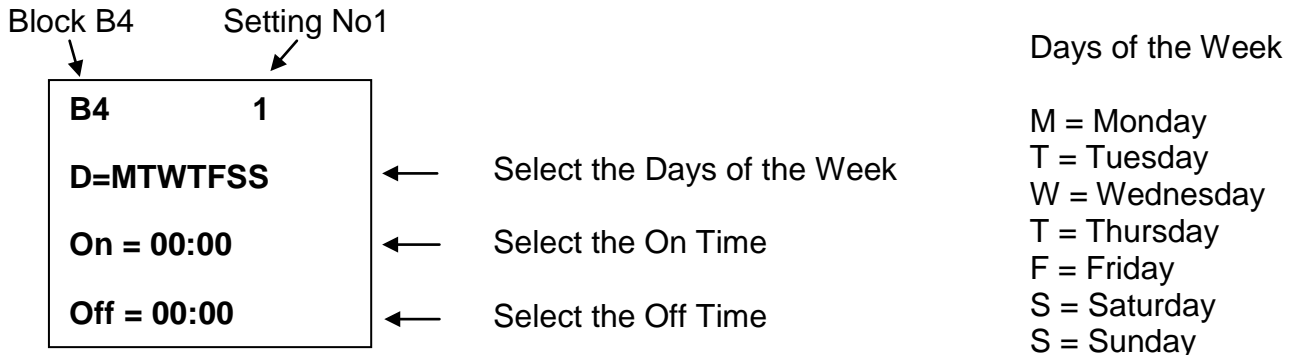 Block B4 Setting No1
B4 1
D=MTWTFSS
On = 00:00
Off = 00:00
Select the Days of the Week
Select the On Time
Select the Off Time
Days of the Week
M = Monday
T = Tuesday
W = Wednesday
T = Thursday
F = Friday
S = Saturday
S = Sunday